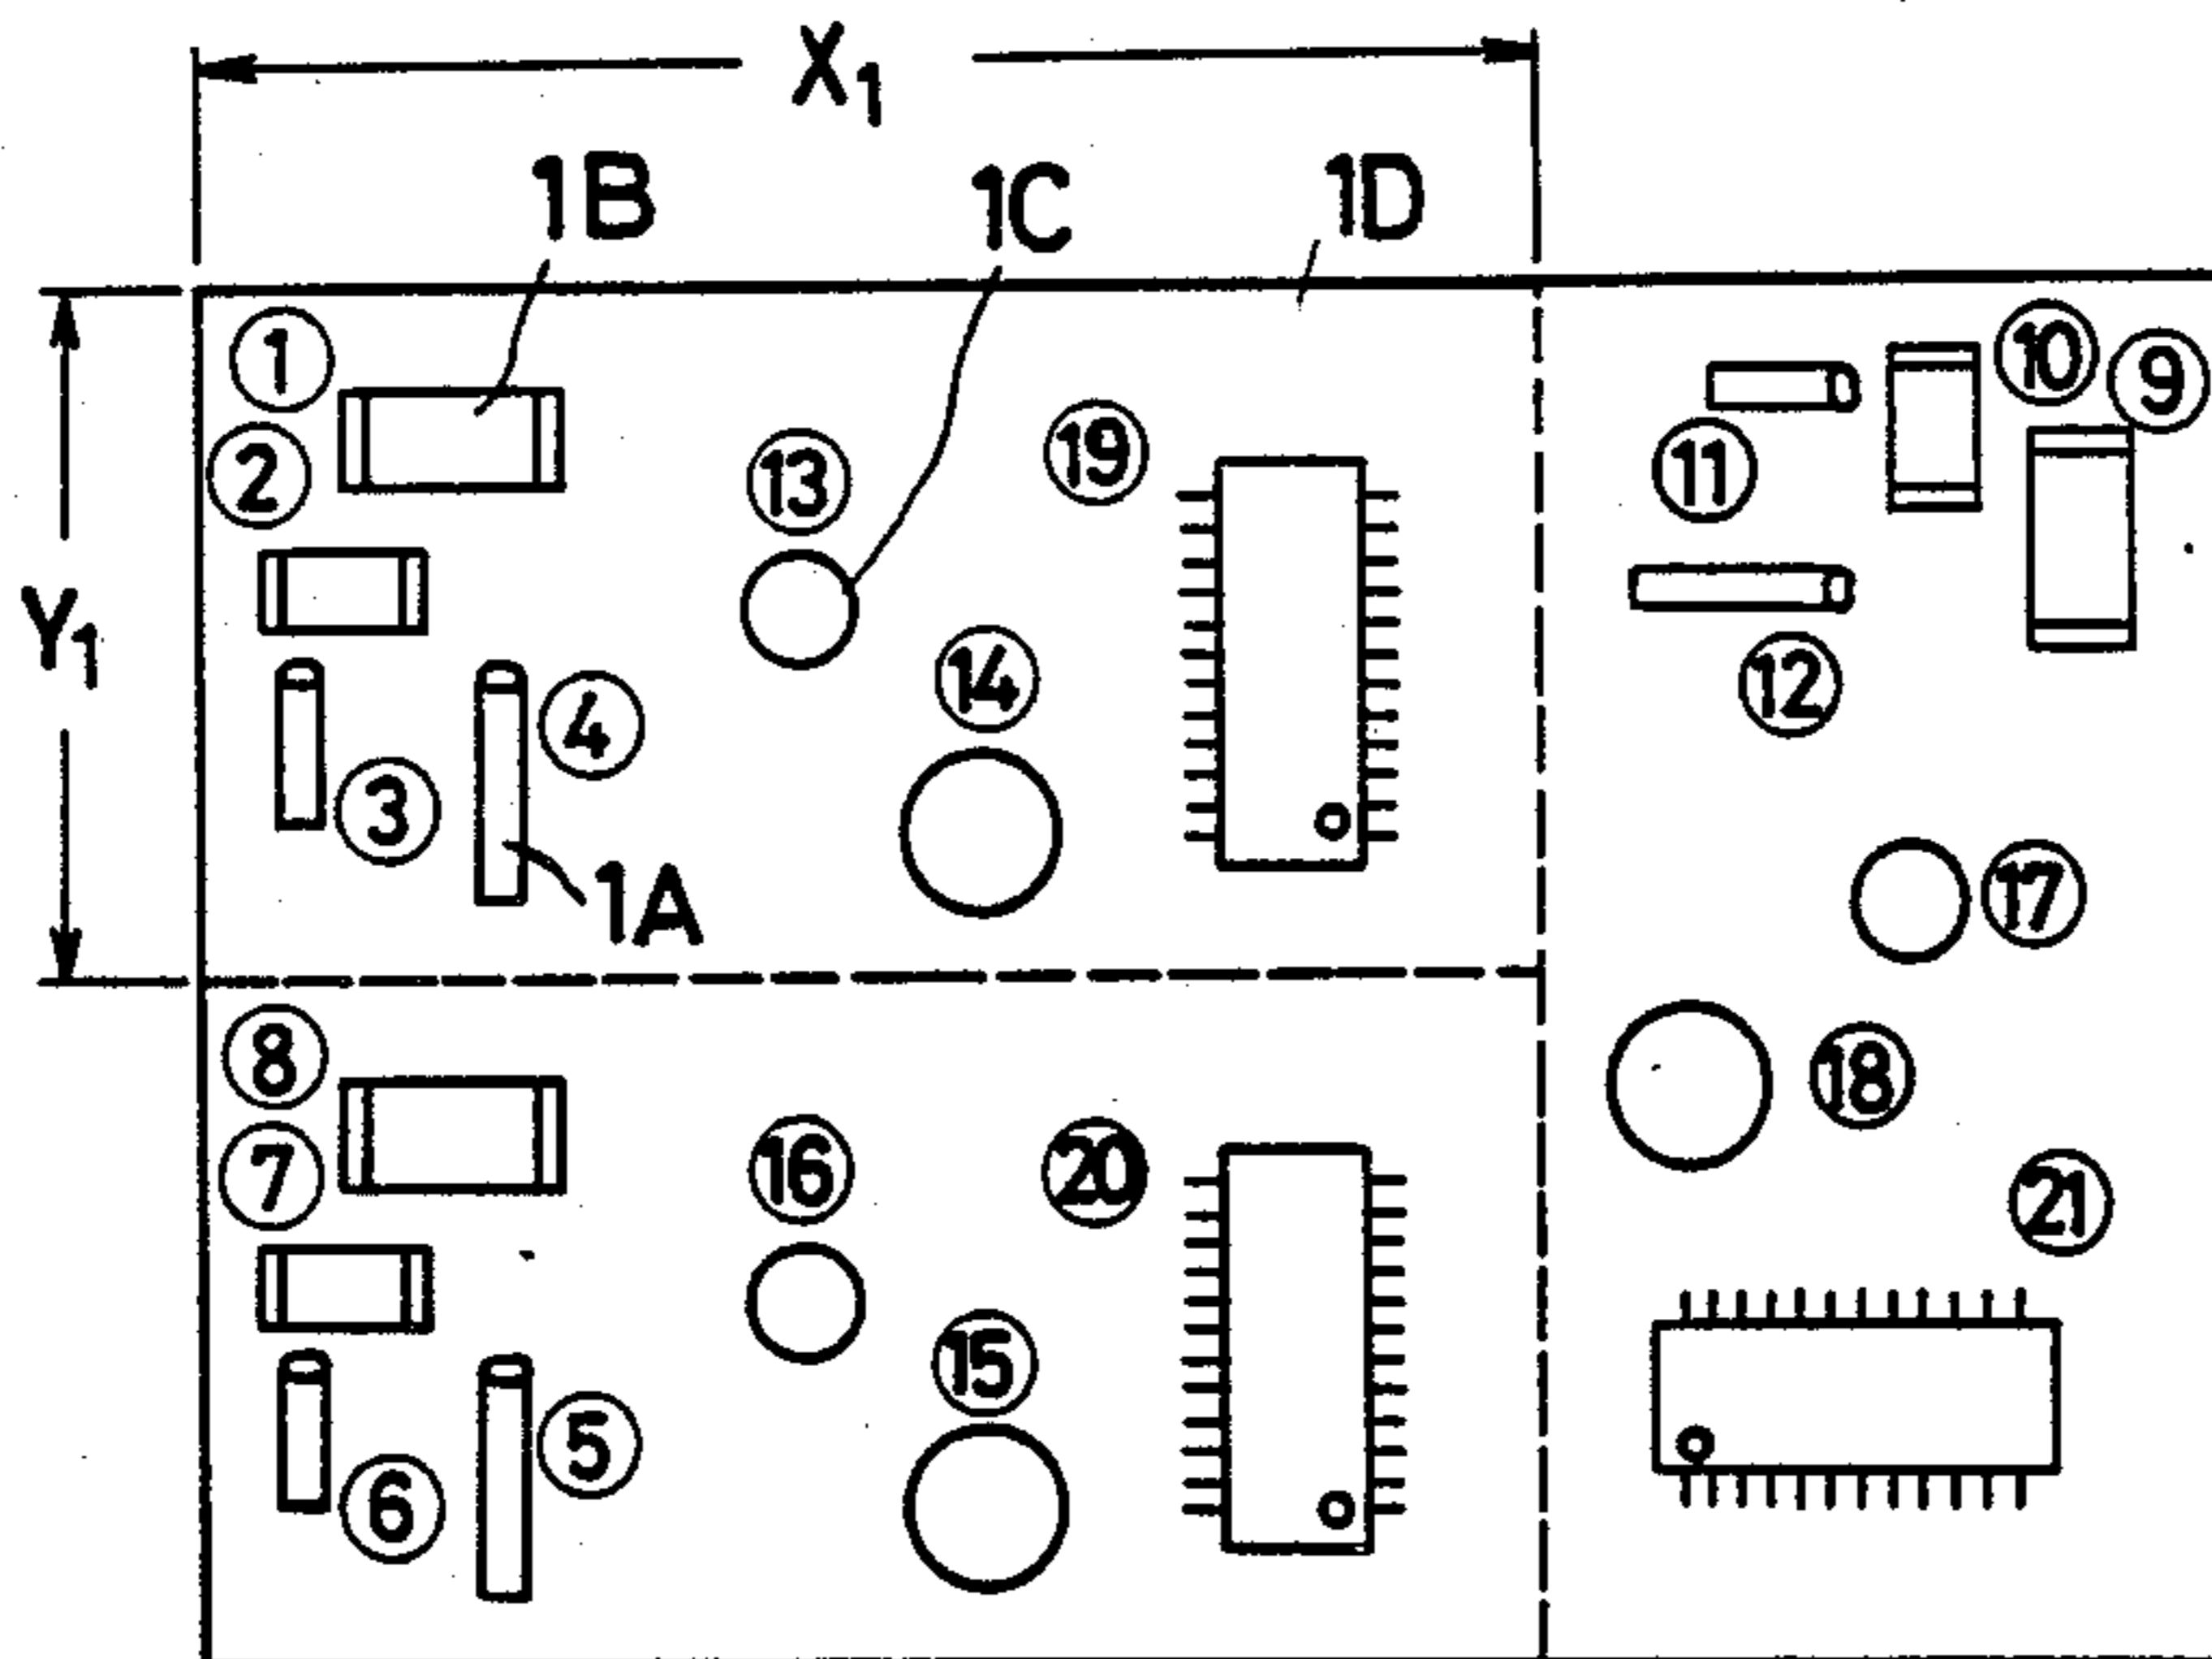 X1
1B 1C 1D
Y1
① ⑩ ⑨
② ⑬ ⑲ ⑪
④ ⑭ ⑫
③
1A ⑰
⑧ ⑱
⑦ ⑯ ⑳ ㉑
⑮
⑥ ⑤